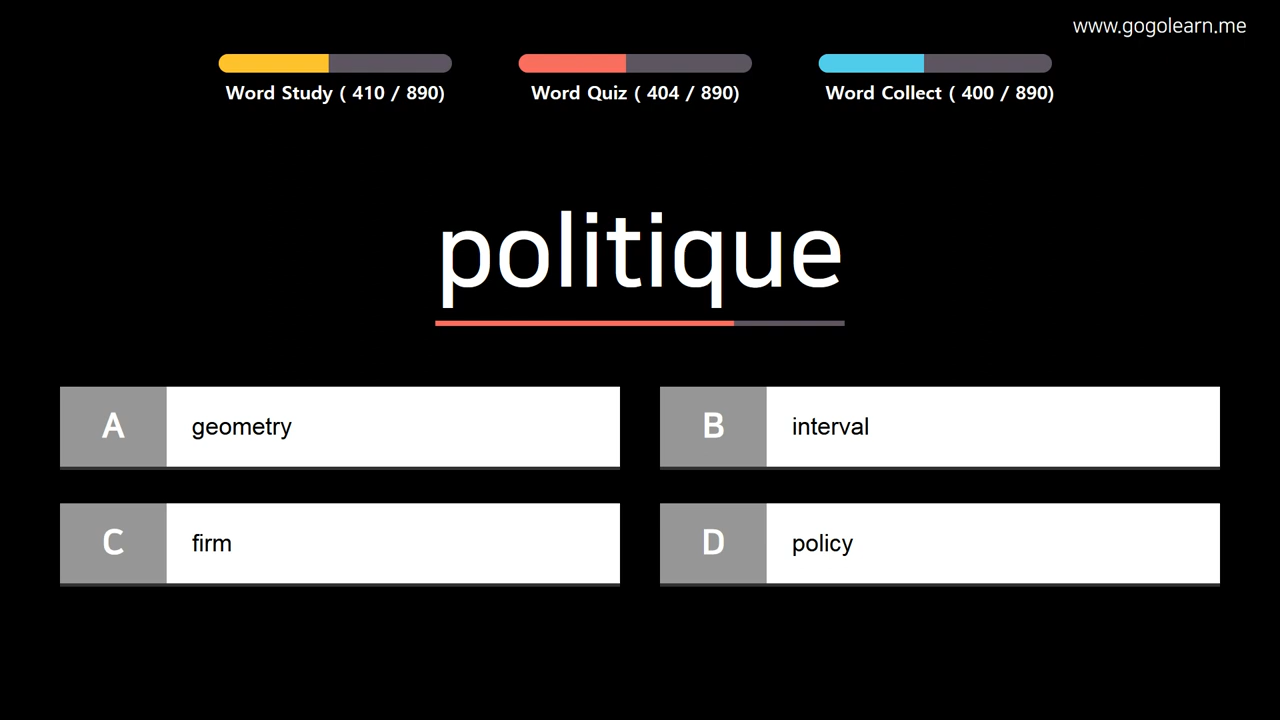 www.gogolearn.me
Word Study ( 410 / 890)
Word Quiz ( 404 / 890)
Word Collect ( 400 / 890)
politique
A geometry
B interval
C firm
D policy